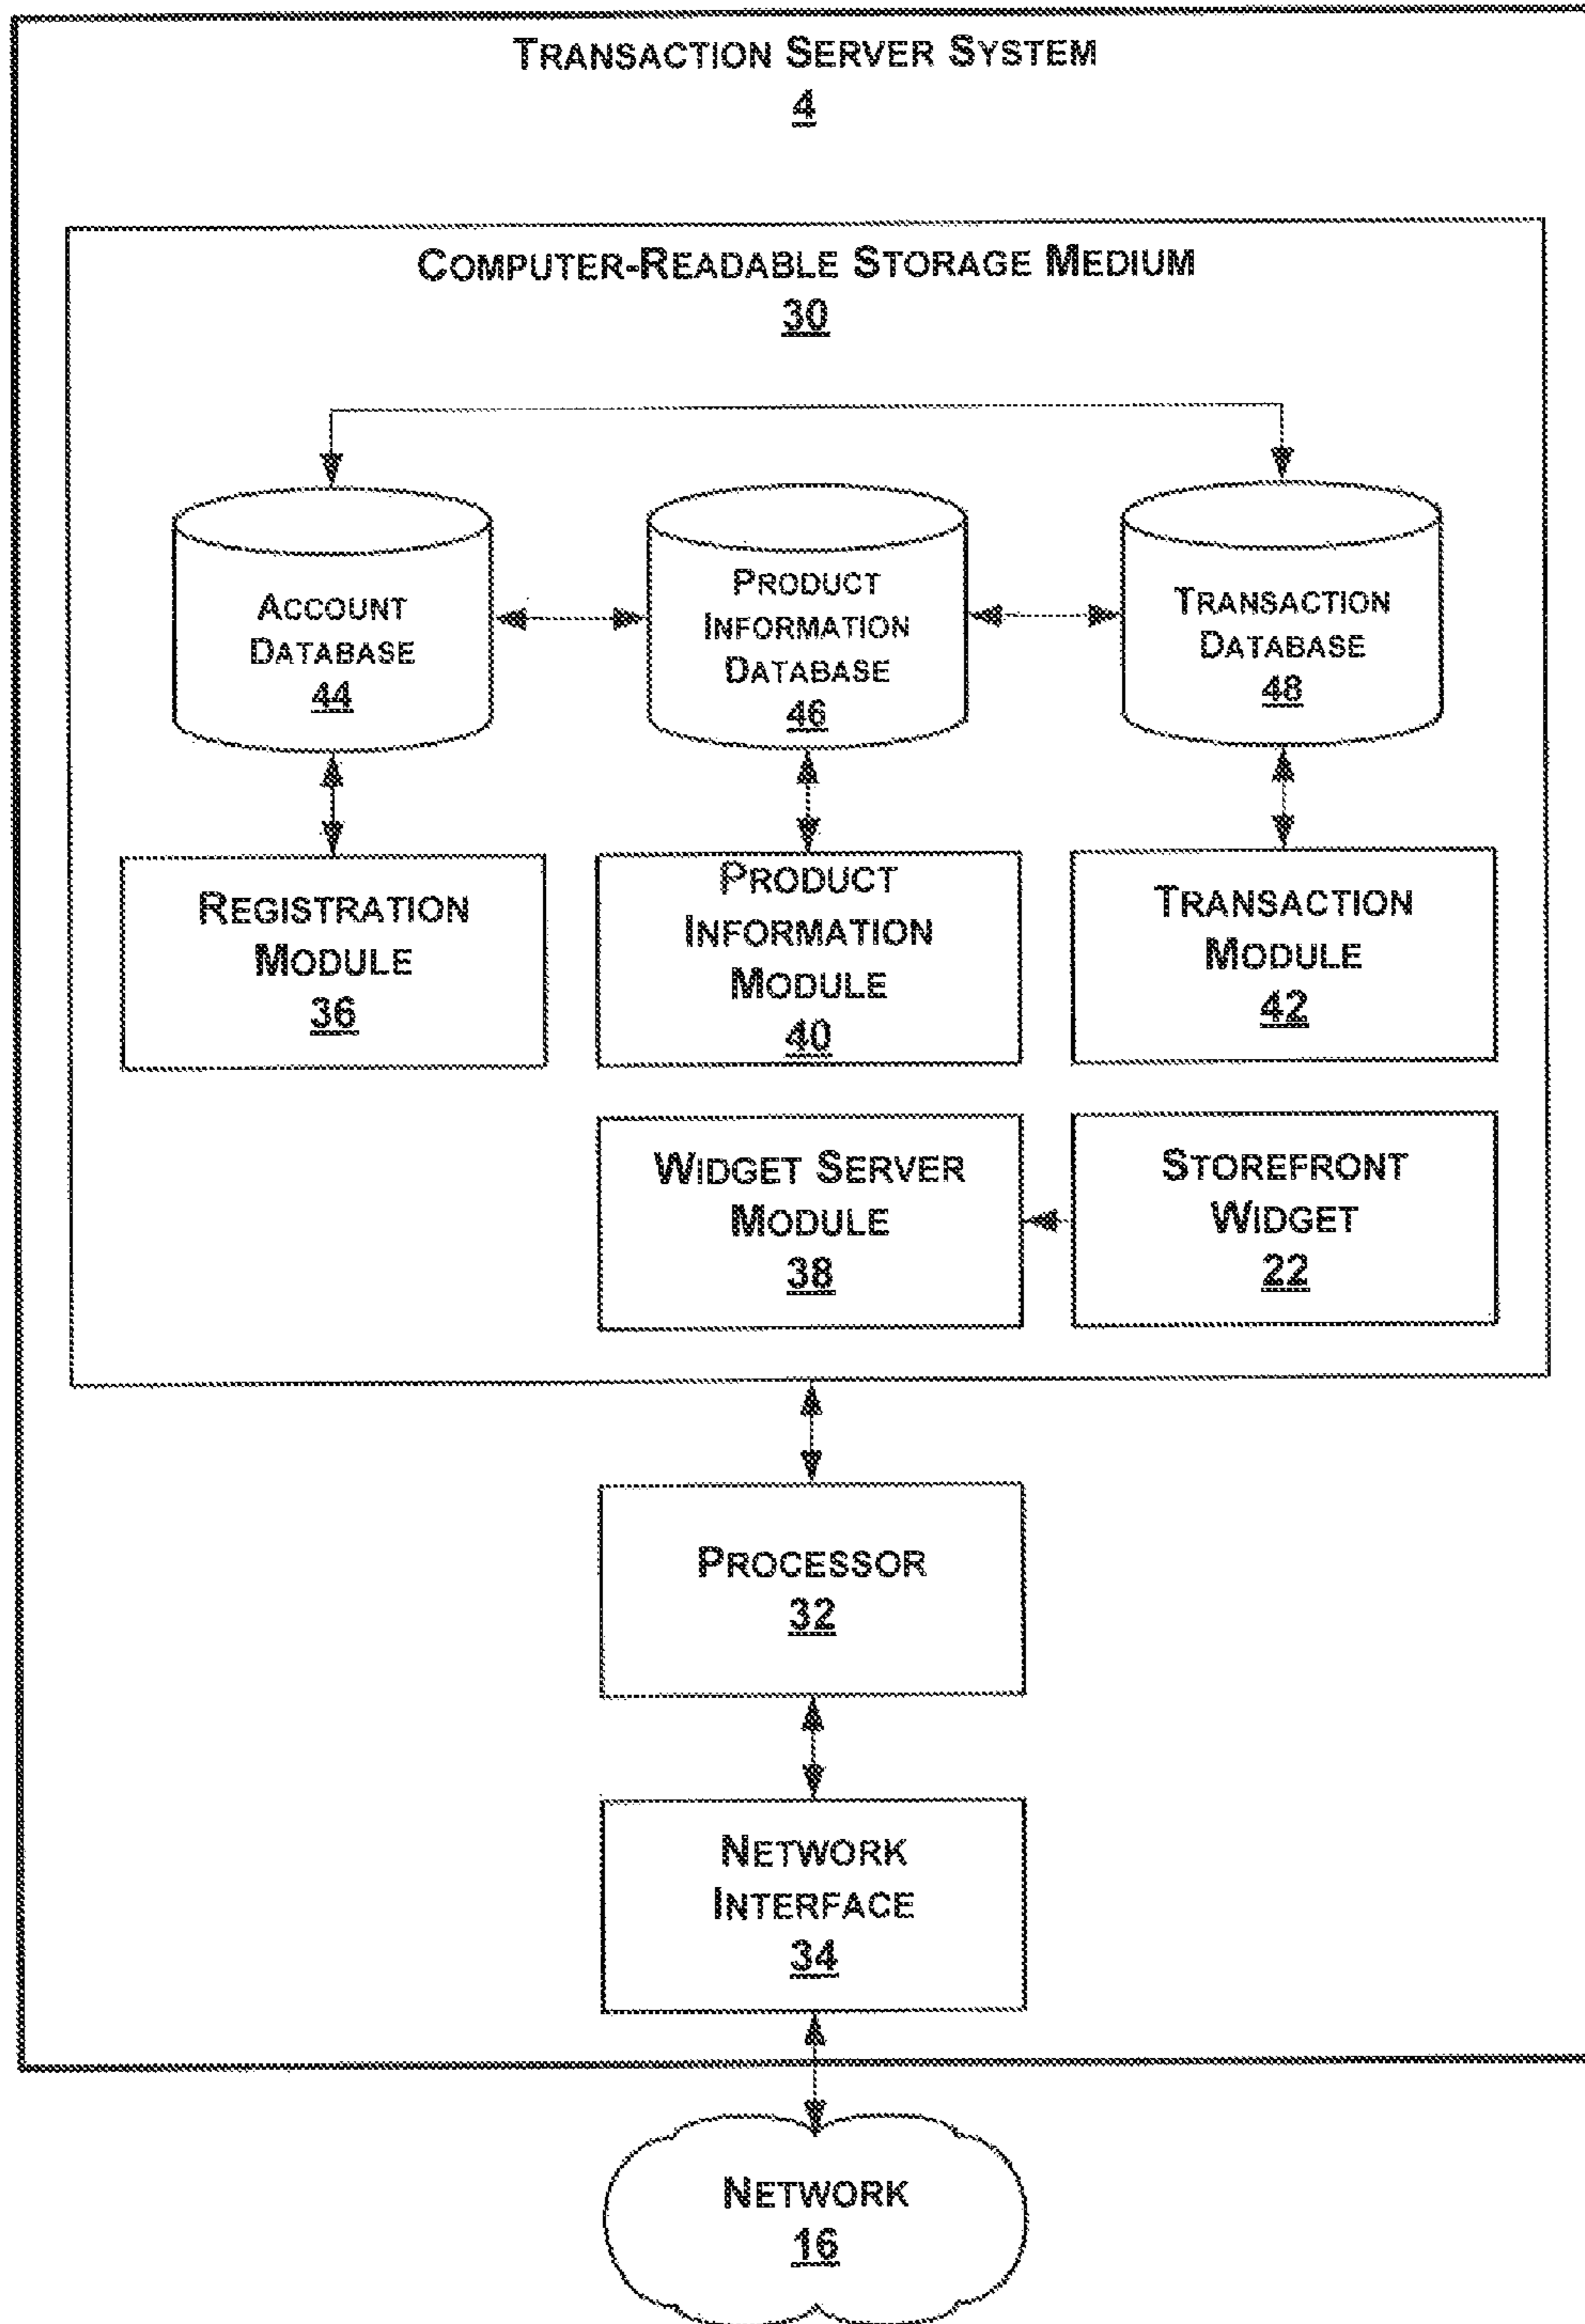 TRANSACTION SERVER SYSTEM
4
COMPUTER-READABLE STORAGE MEDIUM
30
ACCOUNT
DATABASE
44
PRODUCT
INFORMATION
DATABASE
46
TRANSACTION
DATABASE
48
REGISTRATION
MODULE
36
PRODUCT
INFORMATION
MODULE
40
TRANSACTION
MODULE
42
WIDGET SERVER
MODULE
38
STOREFRONT
WIDGET
22
PROCESSOR
32
NETWORK
INTERFACE
34
NETWORK
16